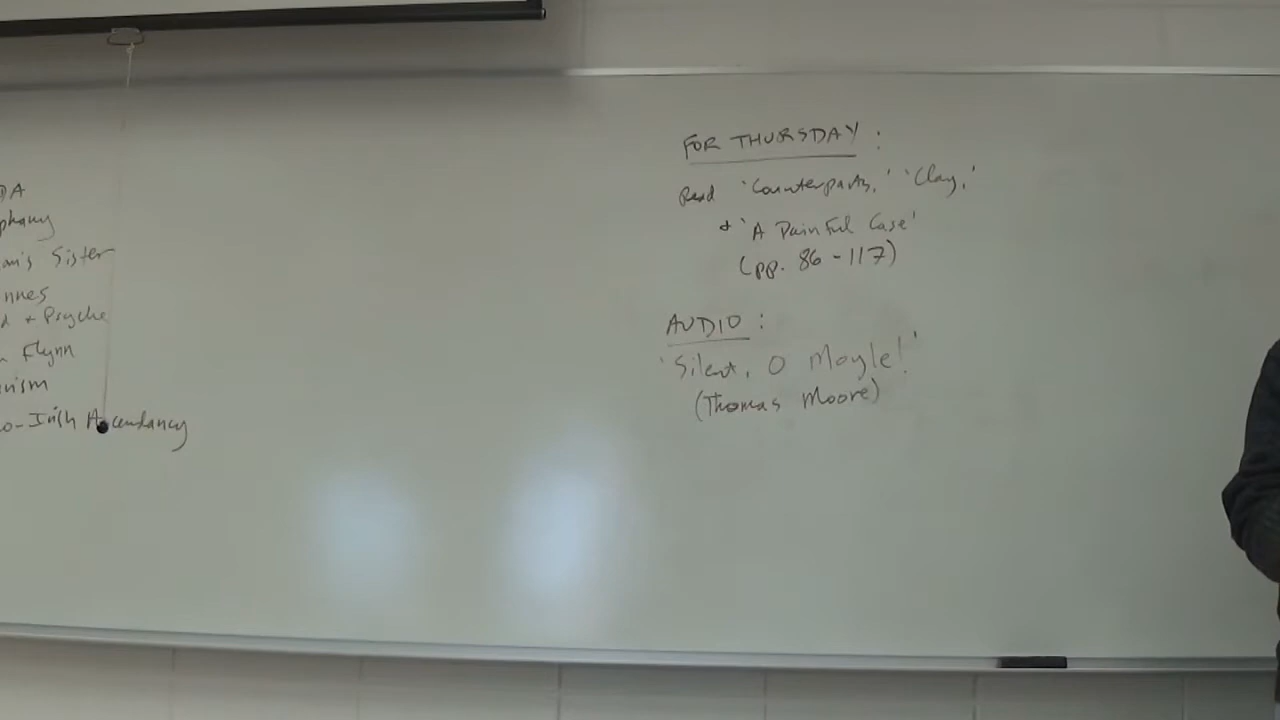 DA
phany
an's Sister
nnes
d + Psyche
n Flynn
nism
o-Irish Ascendancy
FOR THURSDAY:
Read 'Counterparts,' 'Clay,'
+ 'A Painful Case'
(pp. 86-117)
AUDIO:
'Silent, O Moyle!'
(Thomas Moore)